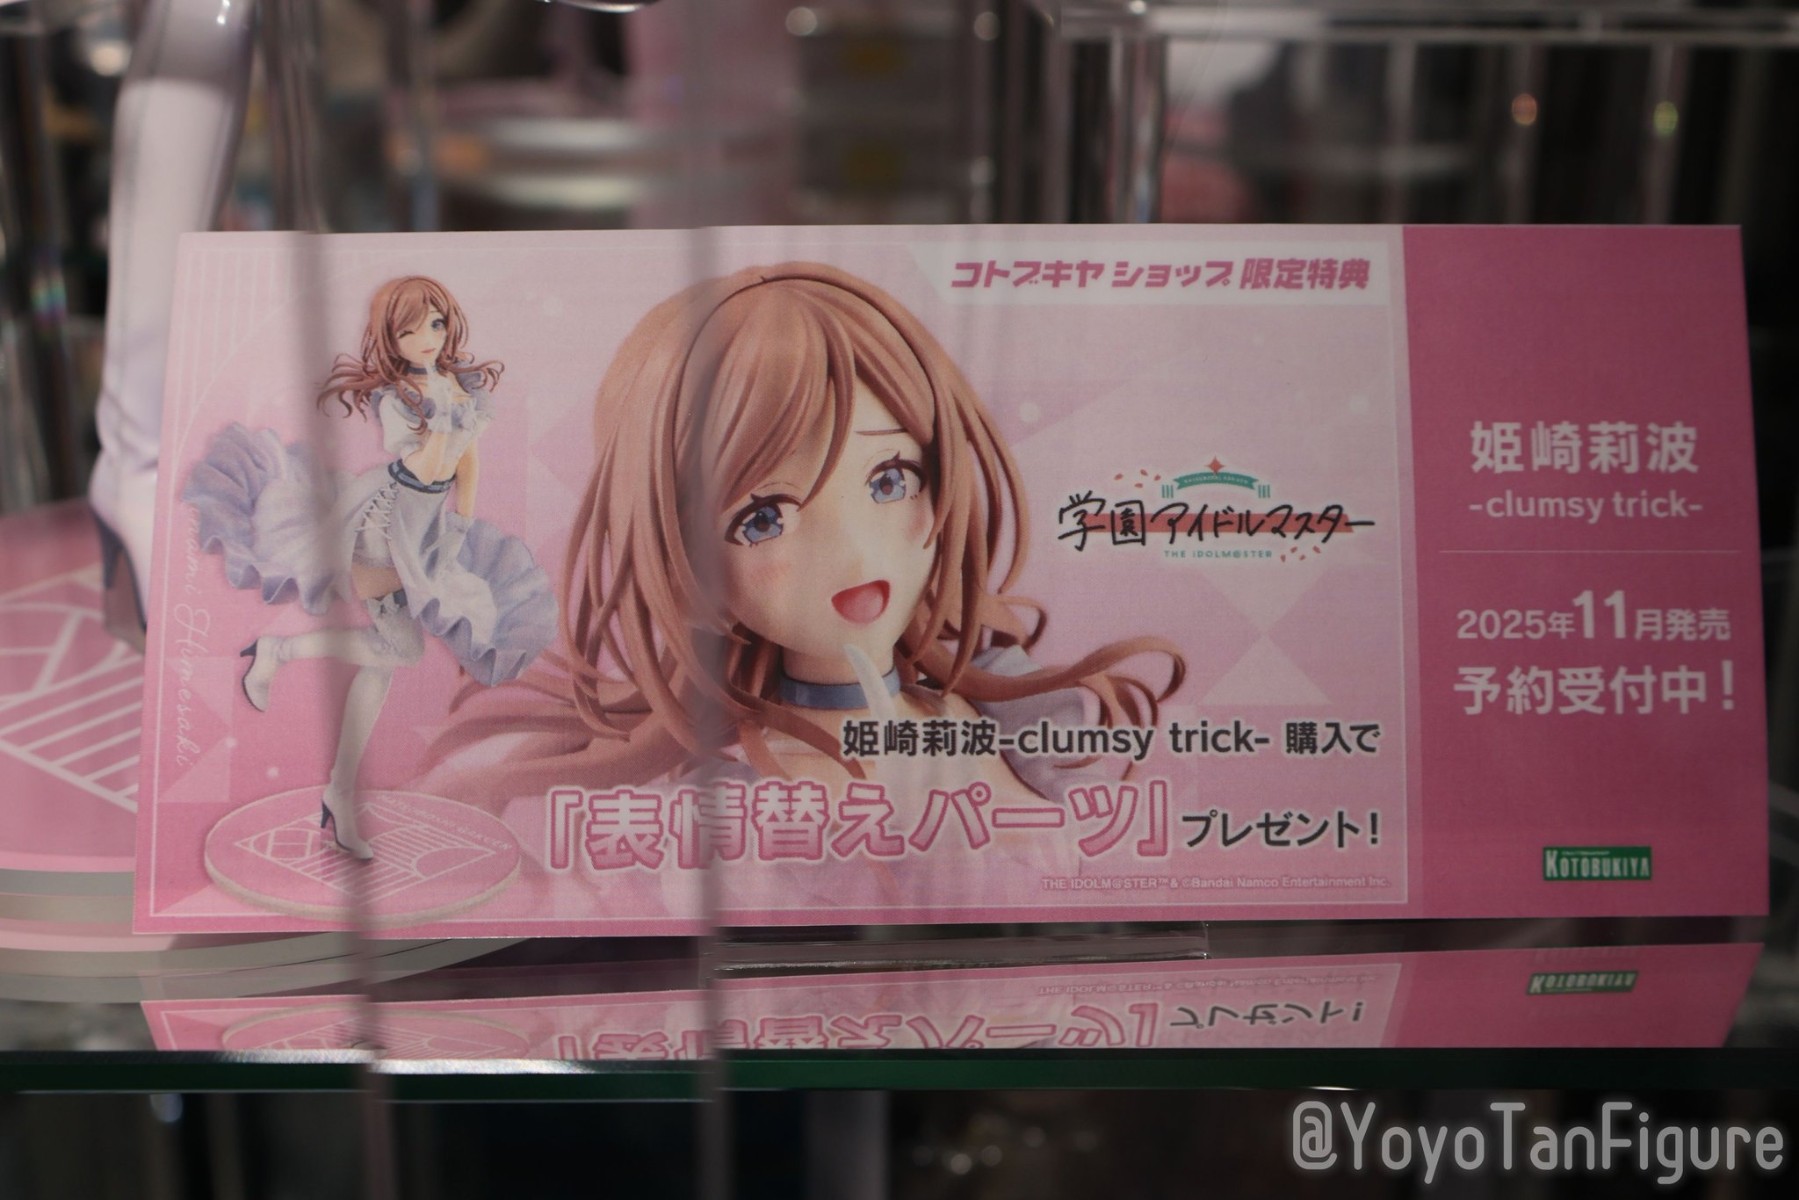 コトブキヤ ショップ 限定特典
学園アイドルマスター
THE IDOLM@STER
Himesaki
姫崎莉波-clumsy trick- 購入で
「表情替えパーツ」プレゼント!
THE IDOLM@STER™& ©Bandai Namco Entertainment Inc.
姫崎莉波
-clumsy trick-
2025年11月発売
予約受付中!
KOTOBUKIYA
@YoyoTanFigure